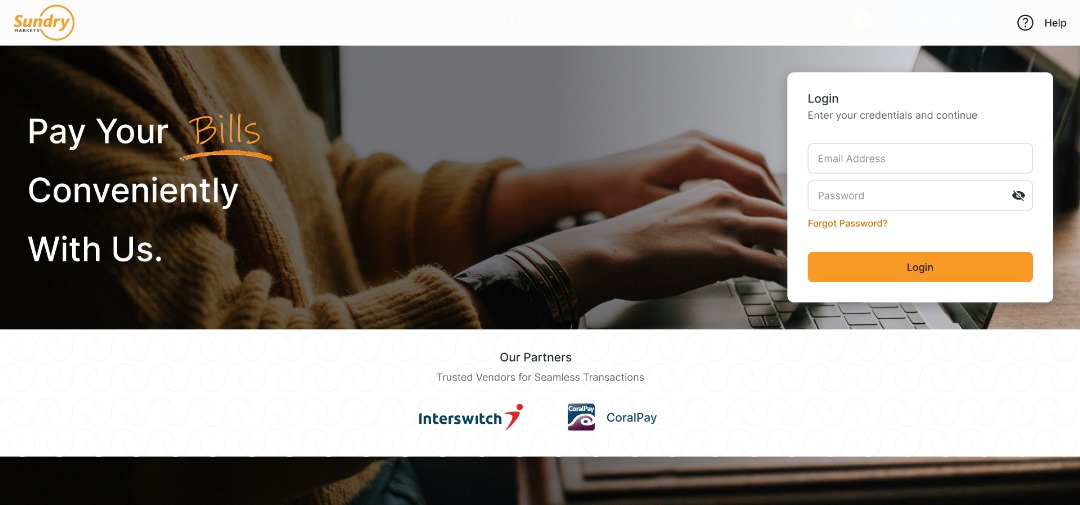 Sundry
MARKETS
Help
Pay Your Bills
Conveniently
With Us.
Login
Enter your credentials and continue
Email Address
Password
Forgot Password?
Login
Our Partners
Trusted Vendors for Seamless Transactions
Interswitch
CoralPay
CoralPay